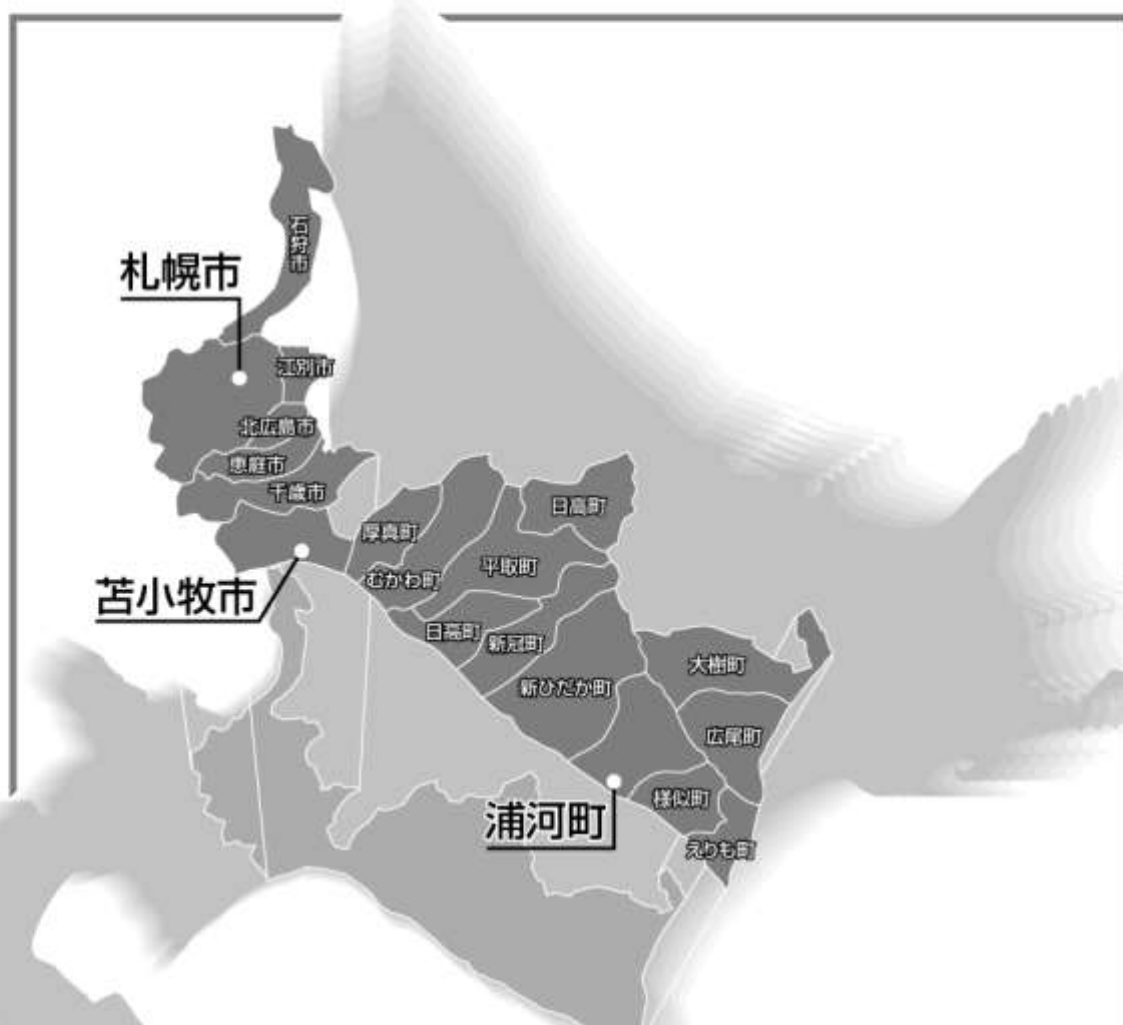 石狩市
札幌市
江別市
北広島市
恵庭市
千歳市
苫小牧市
厚真町
むかわ町
日高町
平取町
日高町
新冠町
新ひだか町
大樹町
広尾町
浦河町
様似町
えりも町